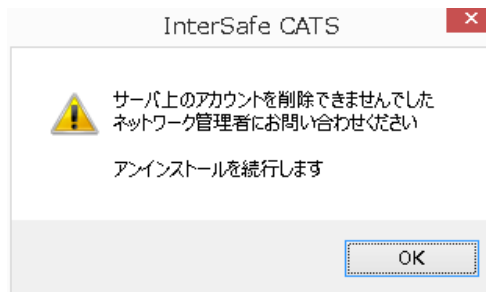 InterSafe CATS
サーバ上のアカウントを削除できませんでした
ネットワーク管理者にお問い合わせください
アンインストールを続行します
OK